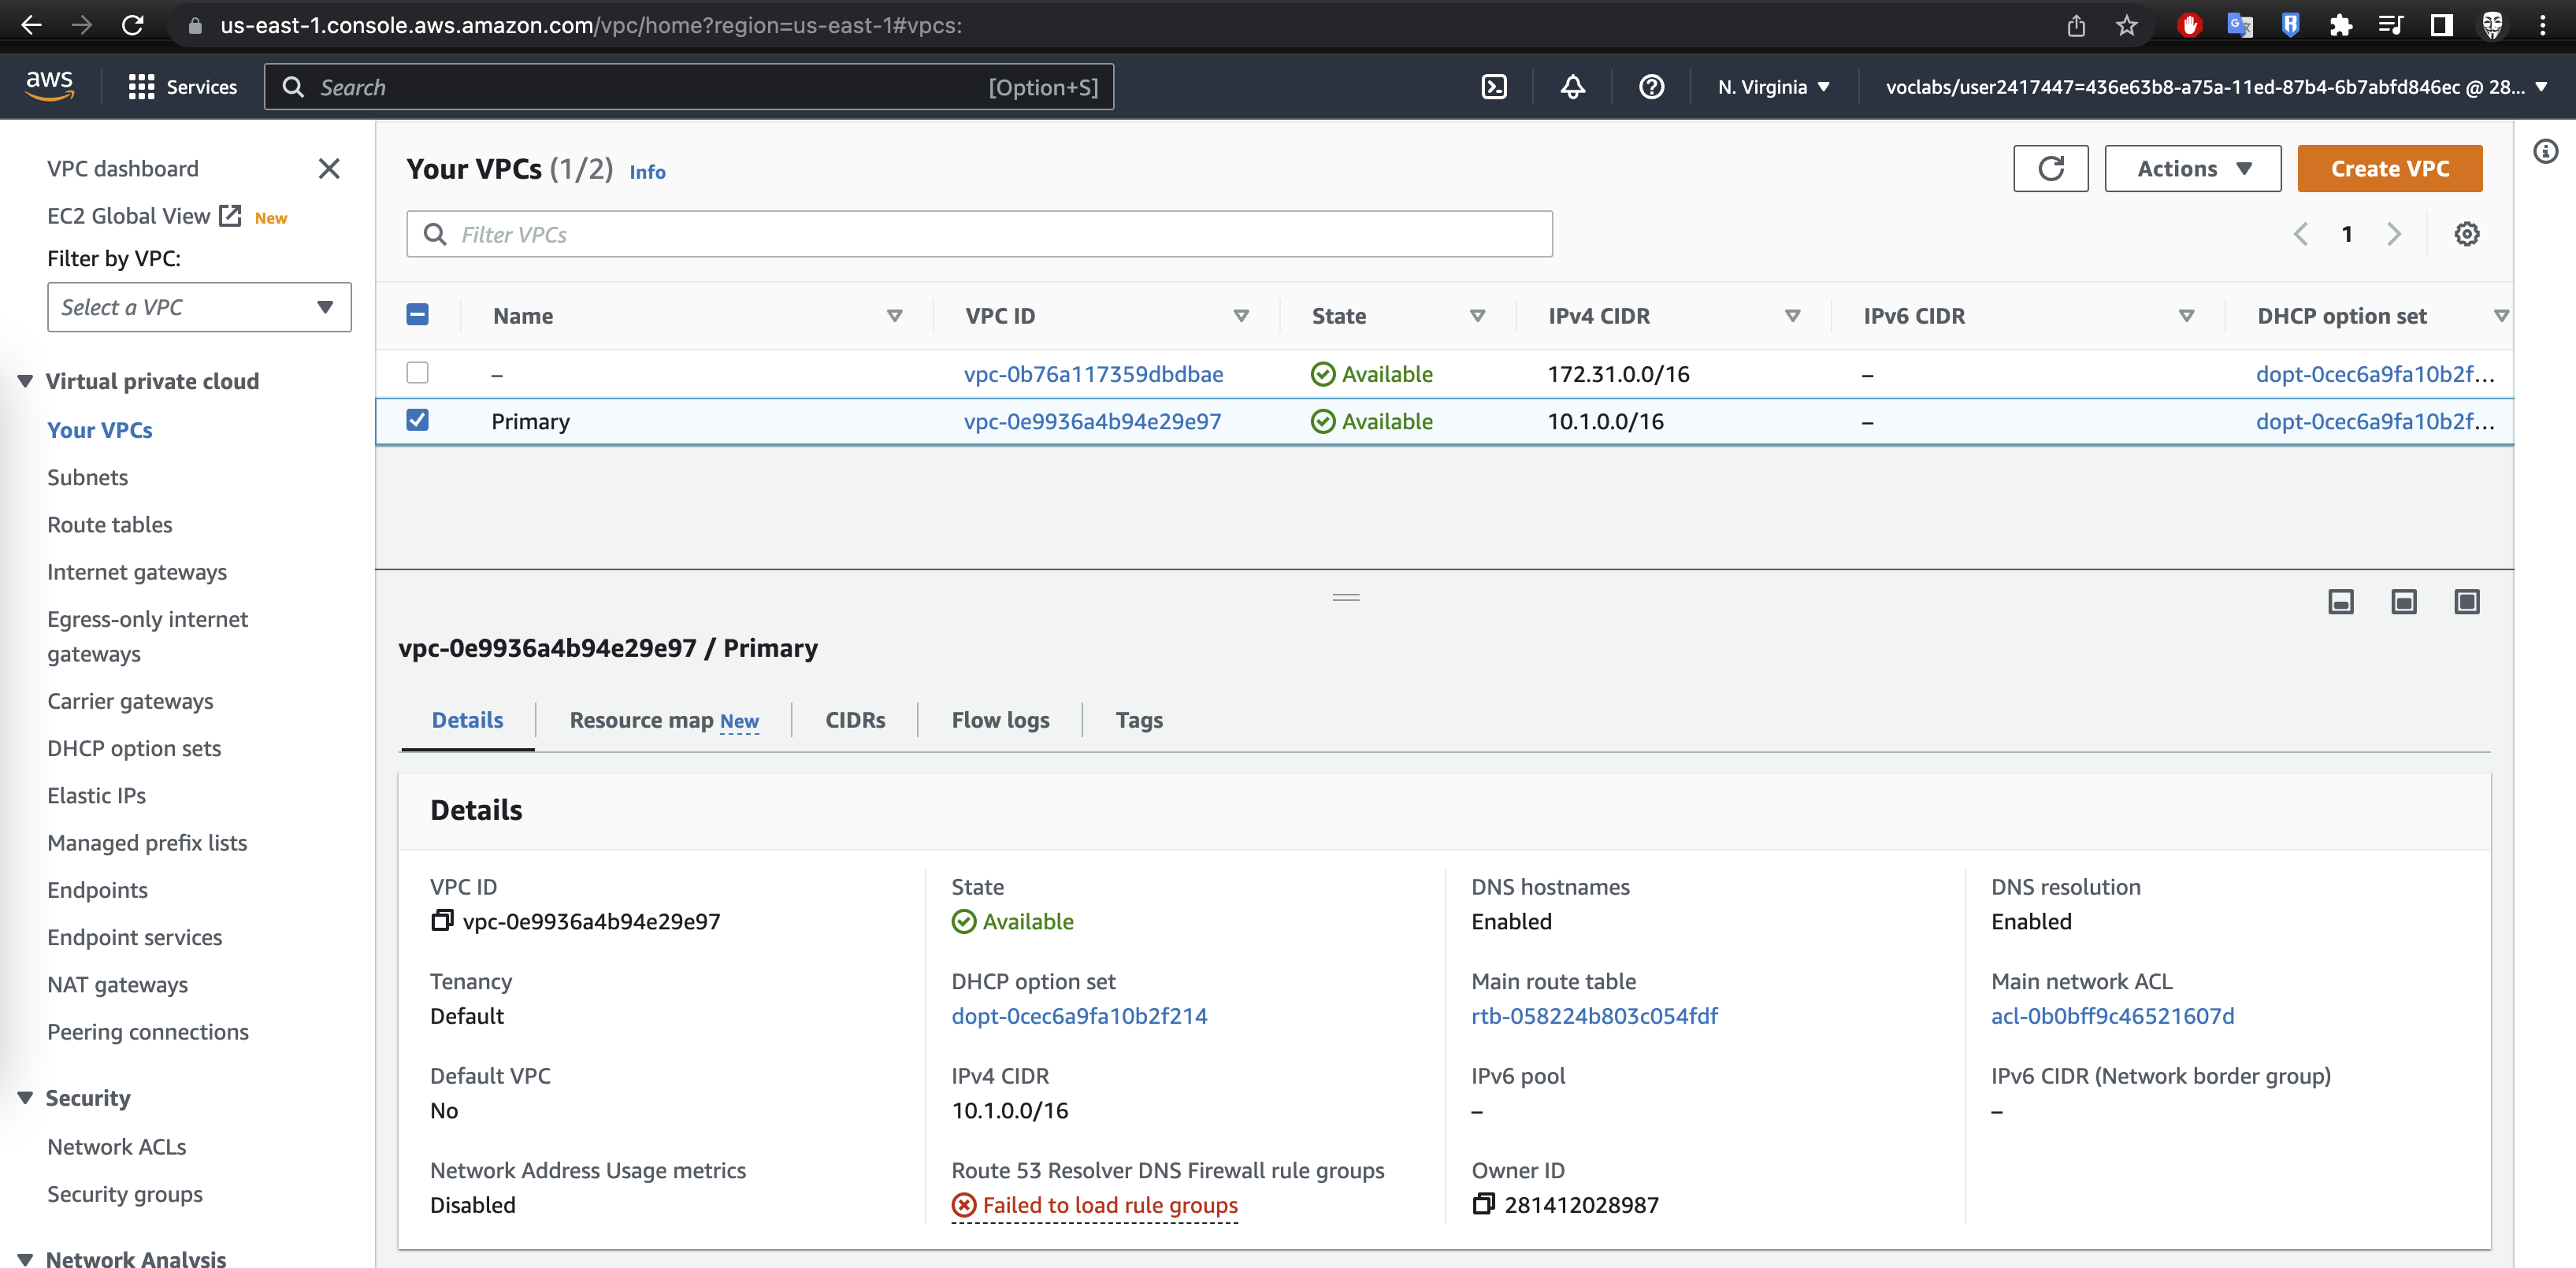 us-east-1.console.aws.amazon.com/vpc/home?region=us-east-1#vpcs:
aws
Services
Search
[Option+S]
N. Virginia
voclabs/user2417447=436e63b8-a75a-11ed-87b4-6b7abfd846ec @ 28...
VPC dashboard
EC2 Global View New
Filter by VPC:
Select a VPC
Virtual private cloud
Your VPCs
Subnets
Route tables
Internet gateways
Egress-only internet
gateways
Carrier gateways
DHCP option sets
Elastic IPs
Managed prefix lists
Endpoints
Endpoint services
NAT gateways
Peering connections
Security
Network ACLs
Security groups
Network Analysis
Your VPCs (1/2) Info
Actions
Create VPC
Filter VPCs
1
Name VPC ID State IPv4 CIDR IPv6 CIDR DHCP option set
– vpc-0b76a117359dbdbae Available 172.31.0.0/16 – dopt-0cec6a9fa10b2f...
Primary vpc-0e9936a4b94e29e97 Available 10.1.0.0/16 – dopt-0cec6a9fa10b2f...
vpc-0e9936a4b94e29e97 / Primary
Details Resource map New CIDRs Flow logs Tags
Details
VPC ID
vpc-0e9936a4b94e29e97
State
Available
DNS hostnames
Enabled
DNS resolution
Enabled
Tenancy
Default
DHCP option set
dopt-0cec6a9fa10b2f214
Main route table
rtb-058224b803c054fdf
Main network ACL
acl-0b0bff9c46521607d
Default VPC
No
IPv4 CIDR
10.1.0.0/16
IPv6 pool
–
IPv6 CIDR (Network border group)
–
Network Address Usage metrics
Disabled
Route 53 Resolver DNS Firewall rule groups
Failed to load rule groups
Owner ID
281412028987